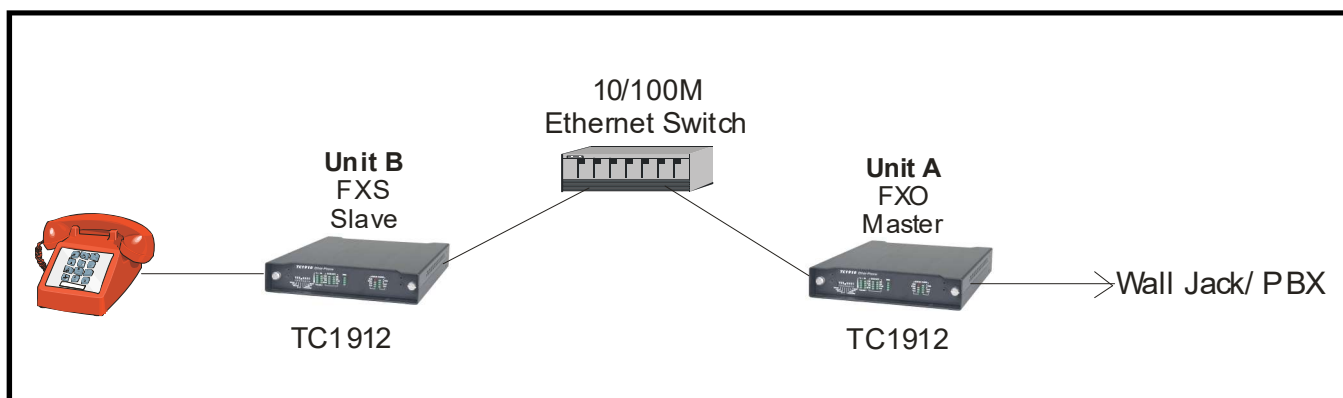 10/100M
Ethernet Switch
Unit B
FXS
Slave
Unit A
FXO
Master
Wall Jack/ PBX
TC1912
TC1912